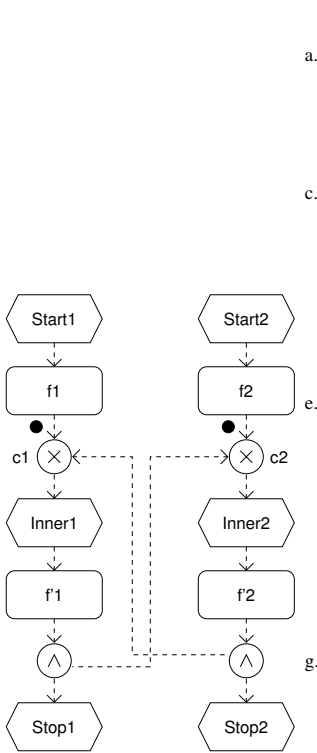 a.
c.
Start1 Start2
f1 f2
e.
c1 × × c2
Inner1 Inner2
f'1 f'2
∧ ∧
g.
Stop1 Stop2